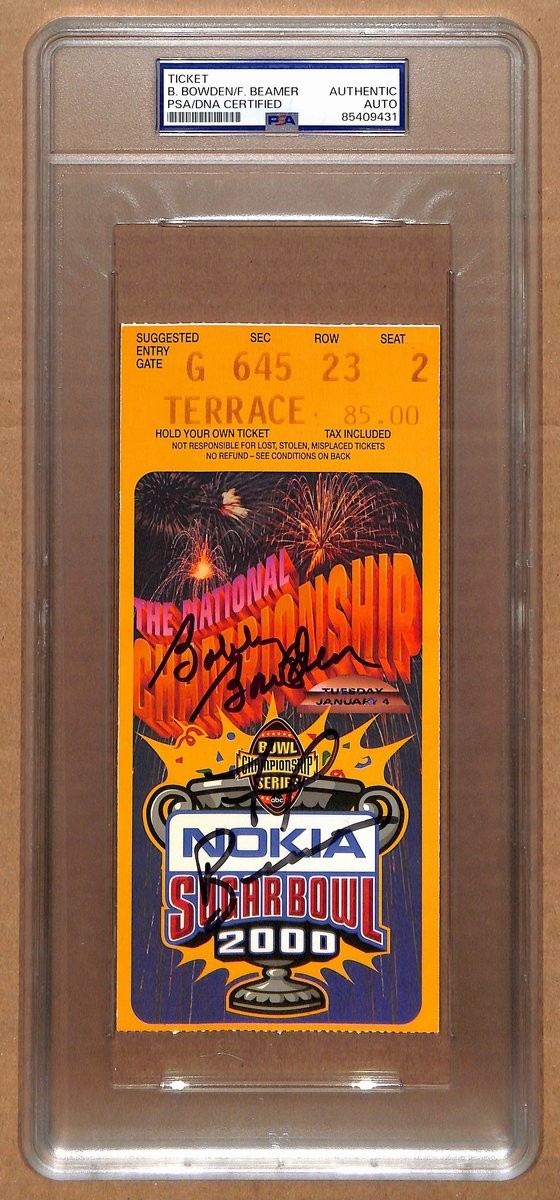 TICKET
B. BOWDEN/F. BEAMER AUTHENTIC
PSA/DNA CERTIFIED AUTO
PSA 85409431
SUGGESTED ENTRY GATE SEC ROW SEAT
G 645 23 2
TERRACE 85.00
HOLD YOUR OWN TICKET TAX INCLUDED
NOT RESPONSIBLE FOR LOST, STOLEN, MISPLACED TICKETS
NO REFUND – SEE CONDITIONS ON BACK
THE NATIONAL
CHAMPIONSHIP
Bobby
Bowden
TUESDAY
JANUARY 4
BOWL
CHAMPIONSHIP
SERIES
abc
NOKIA
SUGAR BOWL
2000